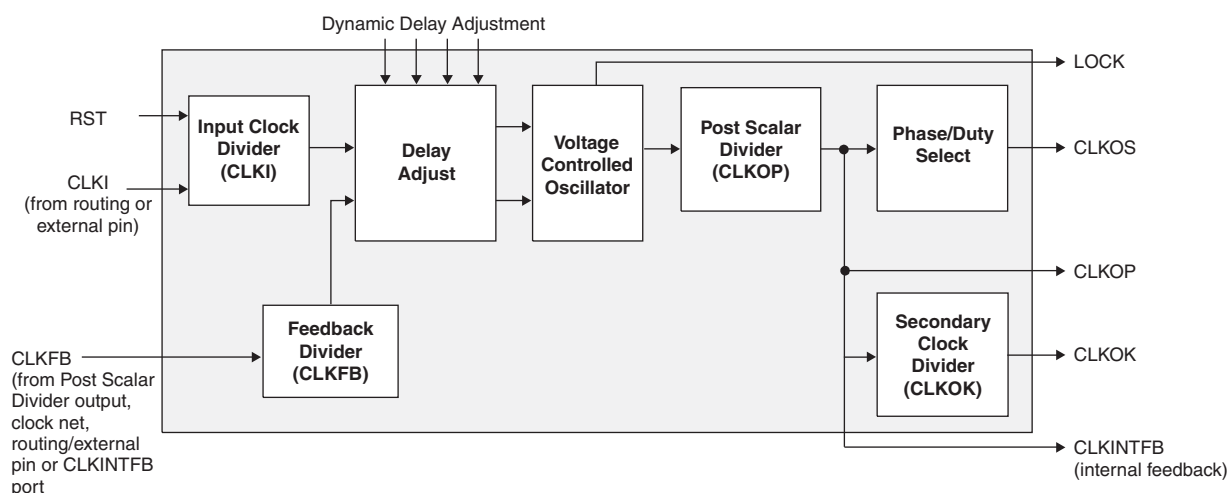 Dynamic Delay Adjustment
LOCK
RST
Input Clock
Divider
(CLKI)
Delay
Adjust
Voltage
Controlled
Oscillator
Post Scalar
Divider
(CLKOP)
Phase/Duty
Select
CLKOS
CLKI
(from routing or
external pin)
CLKOP
Feedback
Divider
(CLKFB)
Secondary
Clock
Divider
(CLKOK)
CLKOK
CLKFB
(from Post Scalar
Divider output,
clock net,
routing/external
pin or CLKINTFB
port
CLKINTFB
(internal feedback)